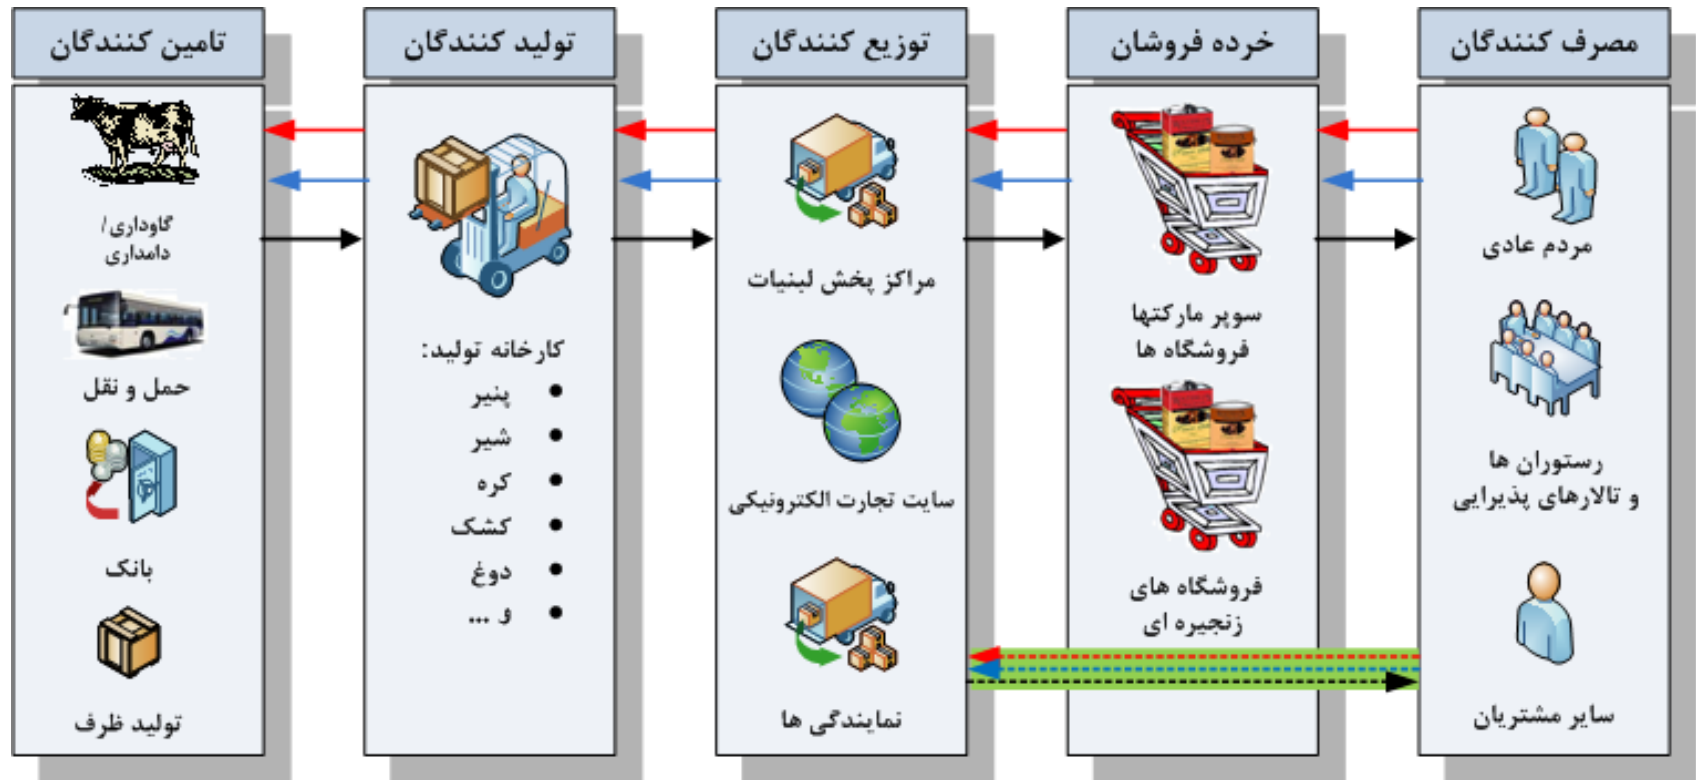 تامین کنندگان
گاوداری/
دامداری
حمل و نقل
بانک
تولید ظرف
تولید کنندگان
کارخانه تولید:
• پنیر
• شیر
• کره
• کشک
• دوغ
• و ...
توزیع کنندگان
مراکز پخش لبنیات
سایت تجارت الکترونیکی
نمایندگی ها
خرده فروشان
سوپر مارکتها
فروشگاه ها
فروشگاه های
زنجیره ای
مصرف کنندگان
مردم عادی
رستوران ها
و تالارهای پذیرایی
سایر مشتریان